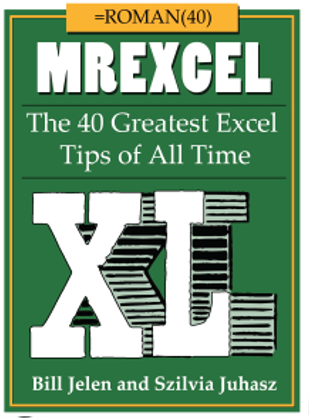 =ROMAN(40)
MREXCEL
The 40 Greatest Excel
Tips of All Time
XL
Bill Jelen and Szilvia Juhasz